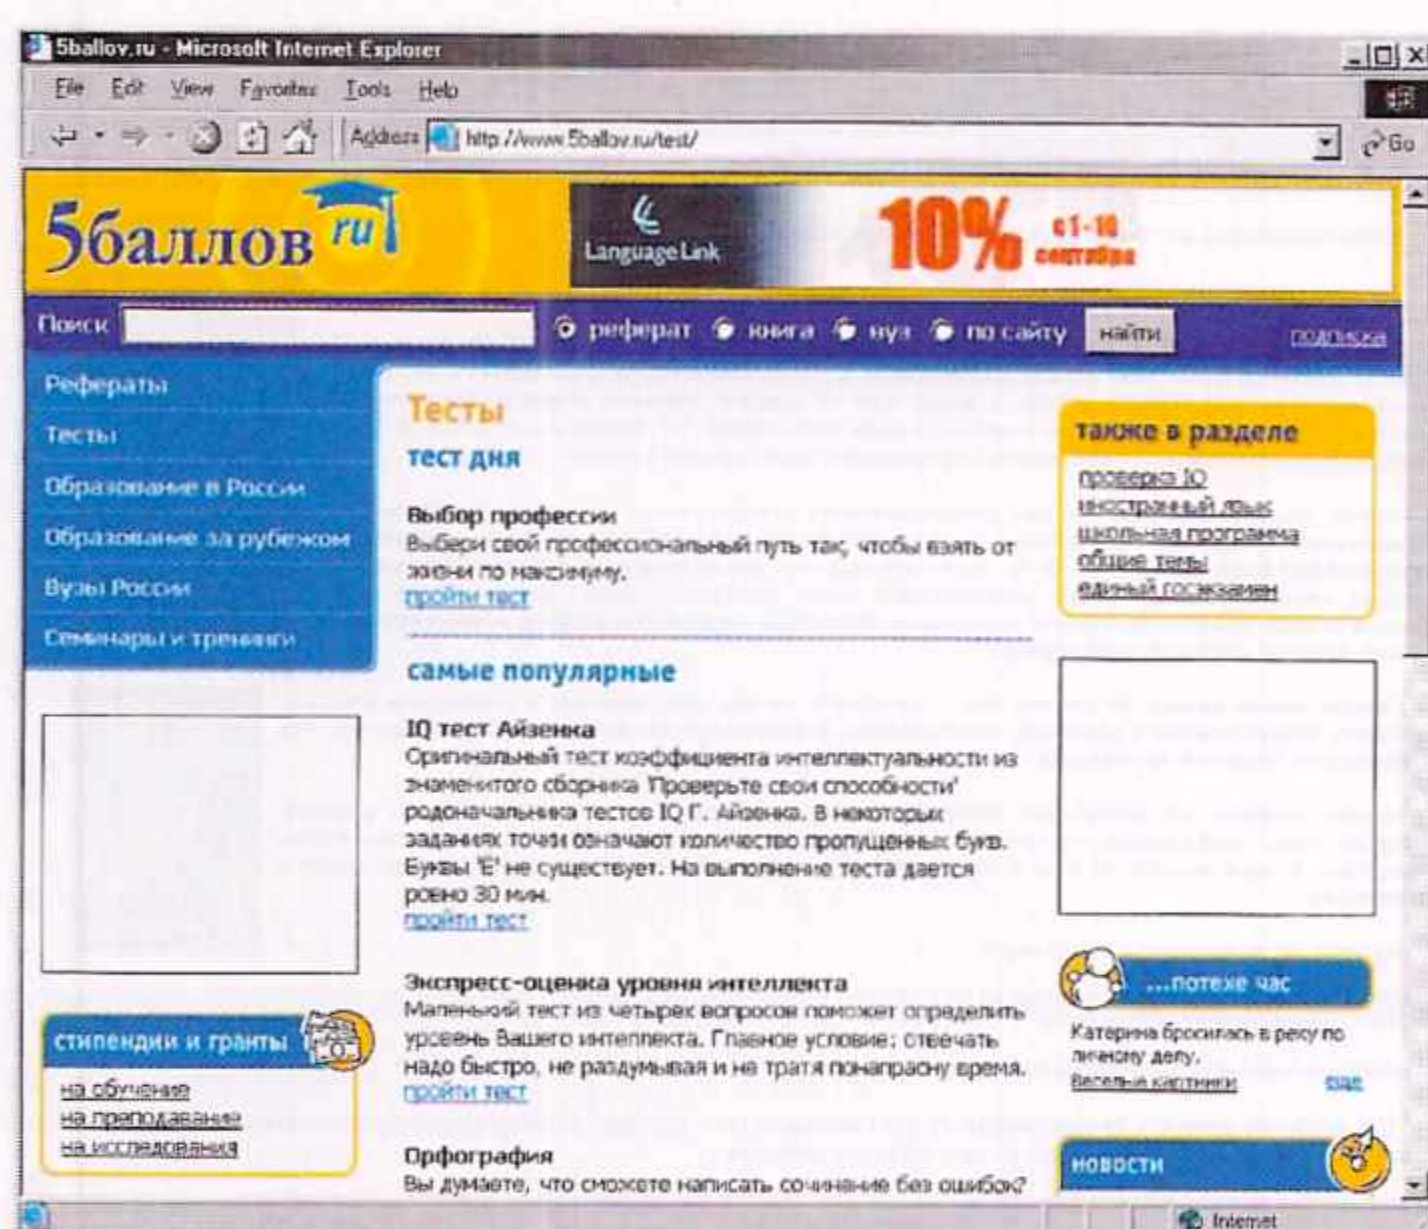 5ballov.ru - Microsoft Internet Explorer
File Edit View Favorites Tools Help
Address http://www.5ballov.ru/test/ Go
5баллов ru
Language Link
10% с 1-10 сентября
Поиск реферат книга вуз по сайту найти подписка
Рефераты
Тесты
Образование в России
Образование за рубежом
Вузы России
Семинары и тренинги
стипендии и гранты
на обучение
на преподавание
на исследования
Тесты
тест дня
Выбор профессии
Выбери свой профессиональный путь так, чтобы взять от
жизни по максимуму.
пройти тест
самые популярные
IQ тест Айзенка
Оригинальный тест коэффициента интеллектуальности из
знаменитого сборника 'Проверьте свои способности'
родоначальника тестов IQ Г. Айзенка. В некоторых
заданиях точки означают количество пропущенных букв.
Буквы 'Ё' не существует. На выполнение теста дается
ровно 30 мин.
пройти тест
Экспресс-оценка уровня интеллекта
Маленький тест из четырех вопросов поможет определить
уровень Вашего интеллекта. Главное условие: отвечать
надо быстро, не раздумывая и не тратя понапрасну время.
пройти тест
Орфография
Вы думаете, что сможете написать сочинение без ошибок?
также в разделе
проверка IQ
иностранный язык
школьная программа
общие темы
единый госэкзамен
...потехе час
Катерина бросилась в реку по
личному делу.
Веселые картинки еще
новости
Internet